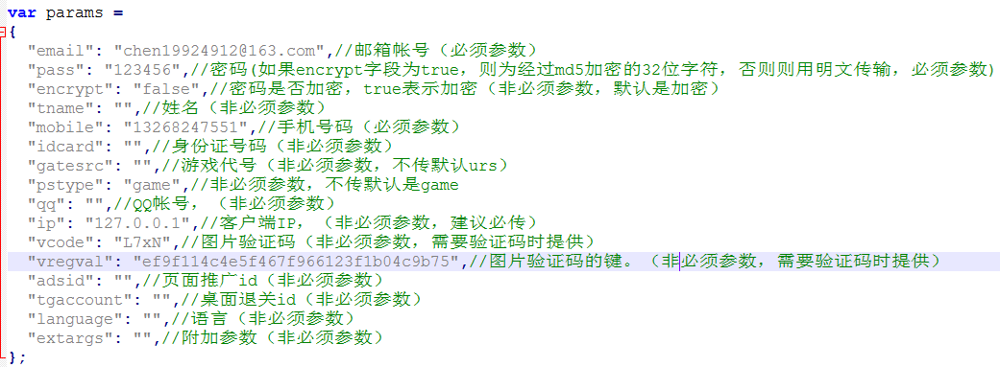 var params =
{
"email": "chen19924912@163.com",//邮箱帐号（必须参数）
"pass": "123456",//密码(如果encrypt字段为true，则为经过md5加密的32位字符，否则则用明文传输，必须参数)
"encrypt": "false",//密码是否加密，true表示加密（非必须参数，默认是加密）
"tname": "",//姓名（非必须参数）
"mobile": "13268247551",//手机号码（必须参数）
"idcard": "",//身份证号码（非必须参数）
"gatesrc": "",//游戏代号（非必须参数，不传默认urs）
"pstype": "game",//非必须参数，不传默认是game
"qq": "",//QQ帐号，（非必须参数）
"ip": "127.0.0.1",//客户端IP，（非必须参数，建议必传）
"vcode": "L7xN",//图片验证码（非必须参数，需要验证码时提供）
"vregval": "ef9f114c4e5f467f966123f1b04c9b75",//图片验证码的键。（非必须参数，需要验证码时提供）
"adsid": "",//页面推广id（非必须参数）
"tgaccount": "",//桌面退关id（非必须参数）
"language": "",//语言（非必须参数）
"extargs": "",//附加参数（非必须参数）
};